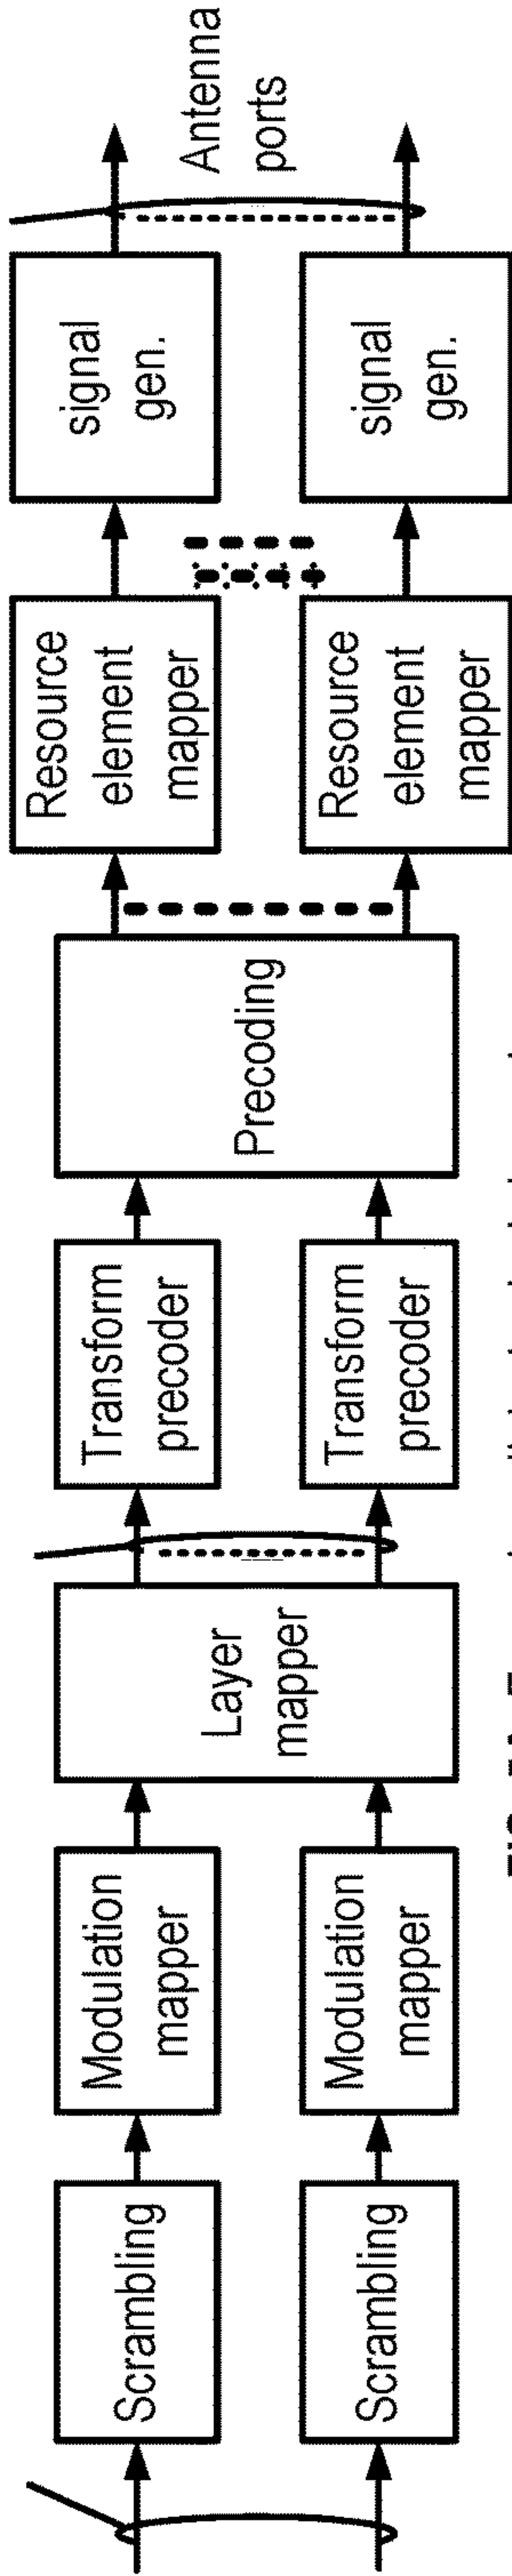 Scrambling
Modulation
mapper
Layer
mapper
Transform
precoder
Precoding
Resource
element
mapper
signal
gen.
Antenna
ports
Scrambling
Modulation
mapper
Transform
precoder
Resource
element
mapper
signal
gen.